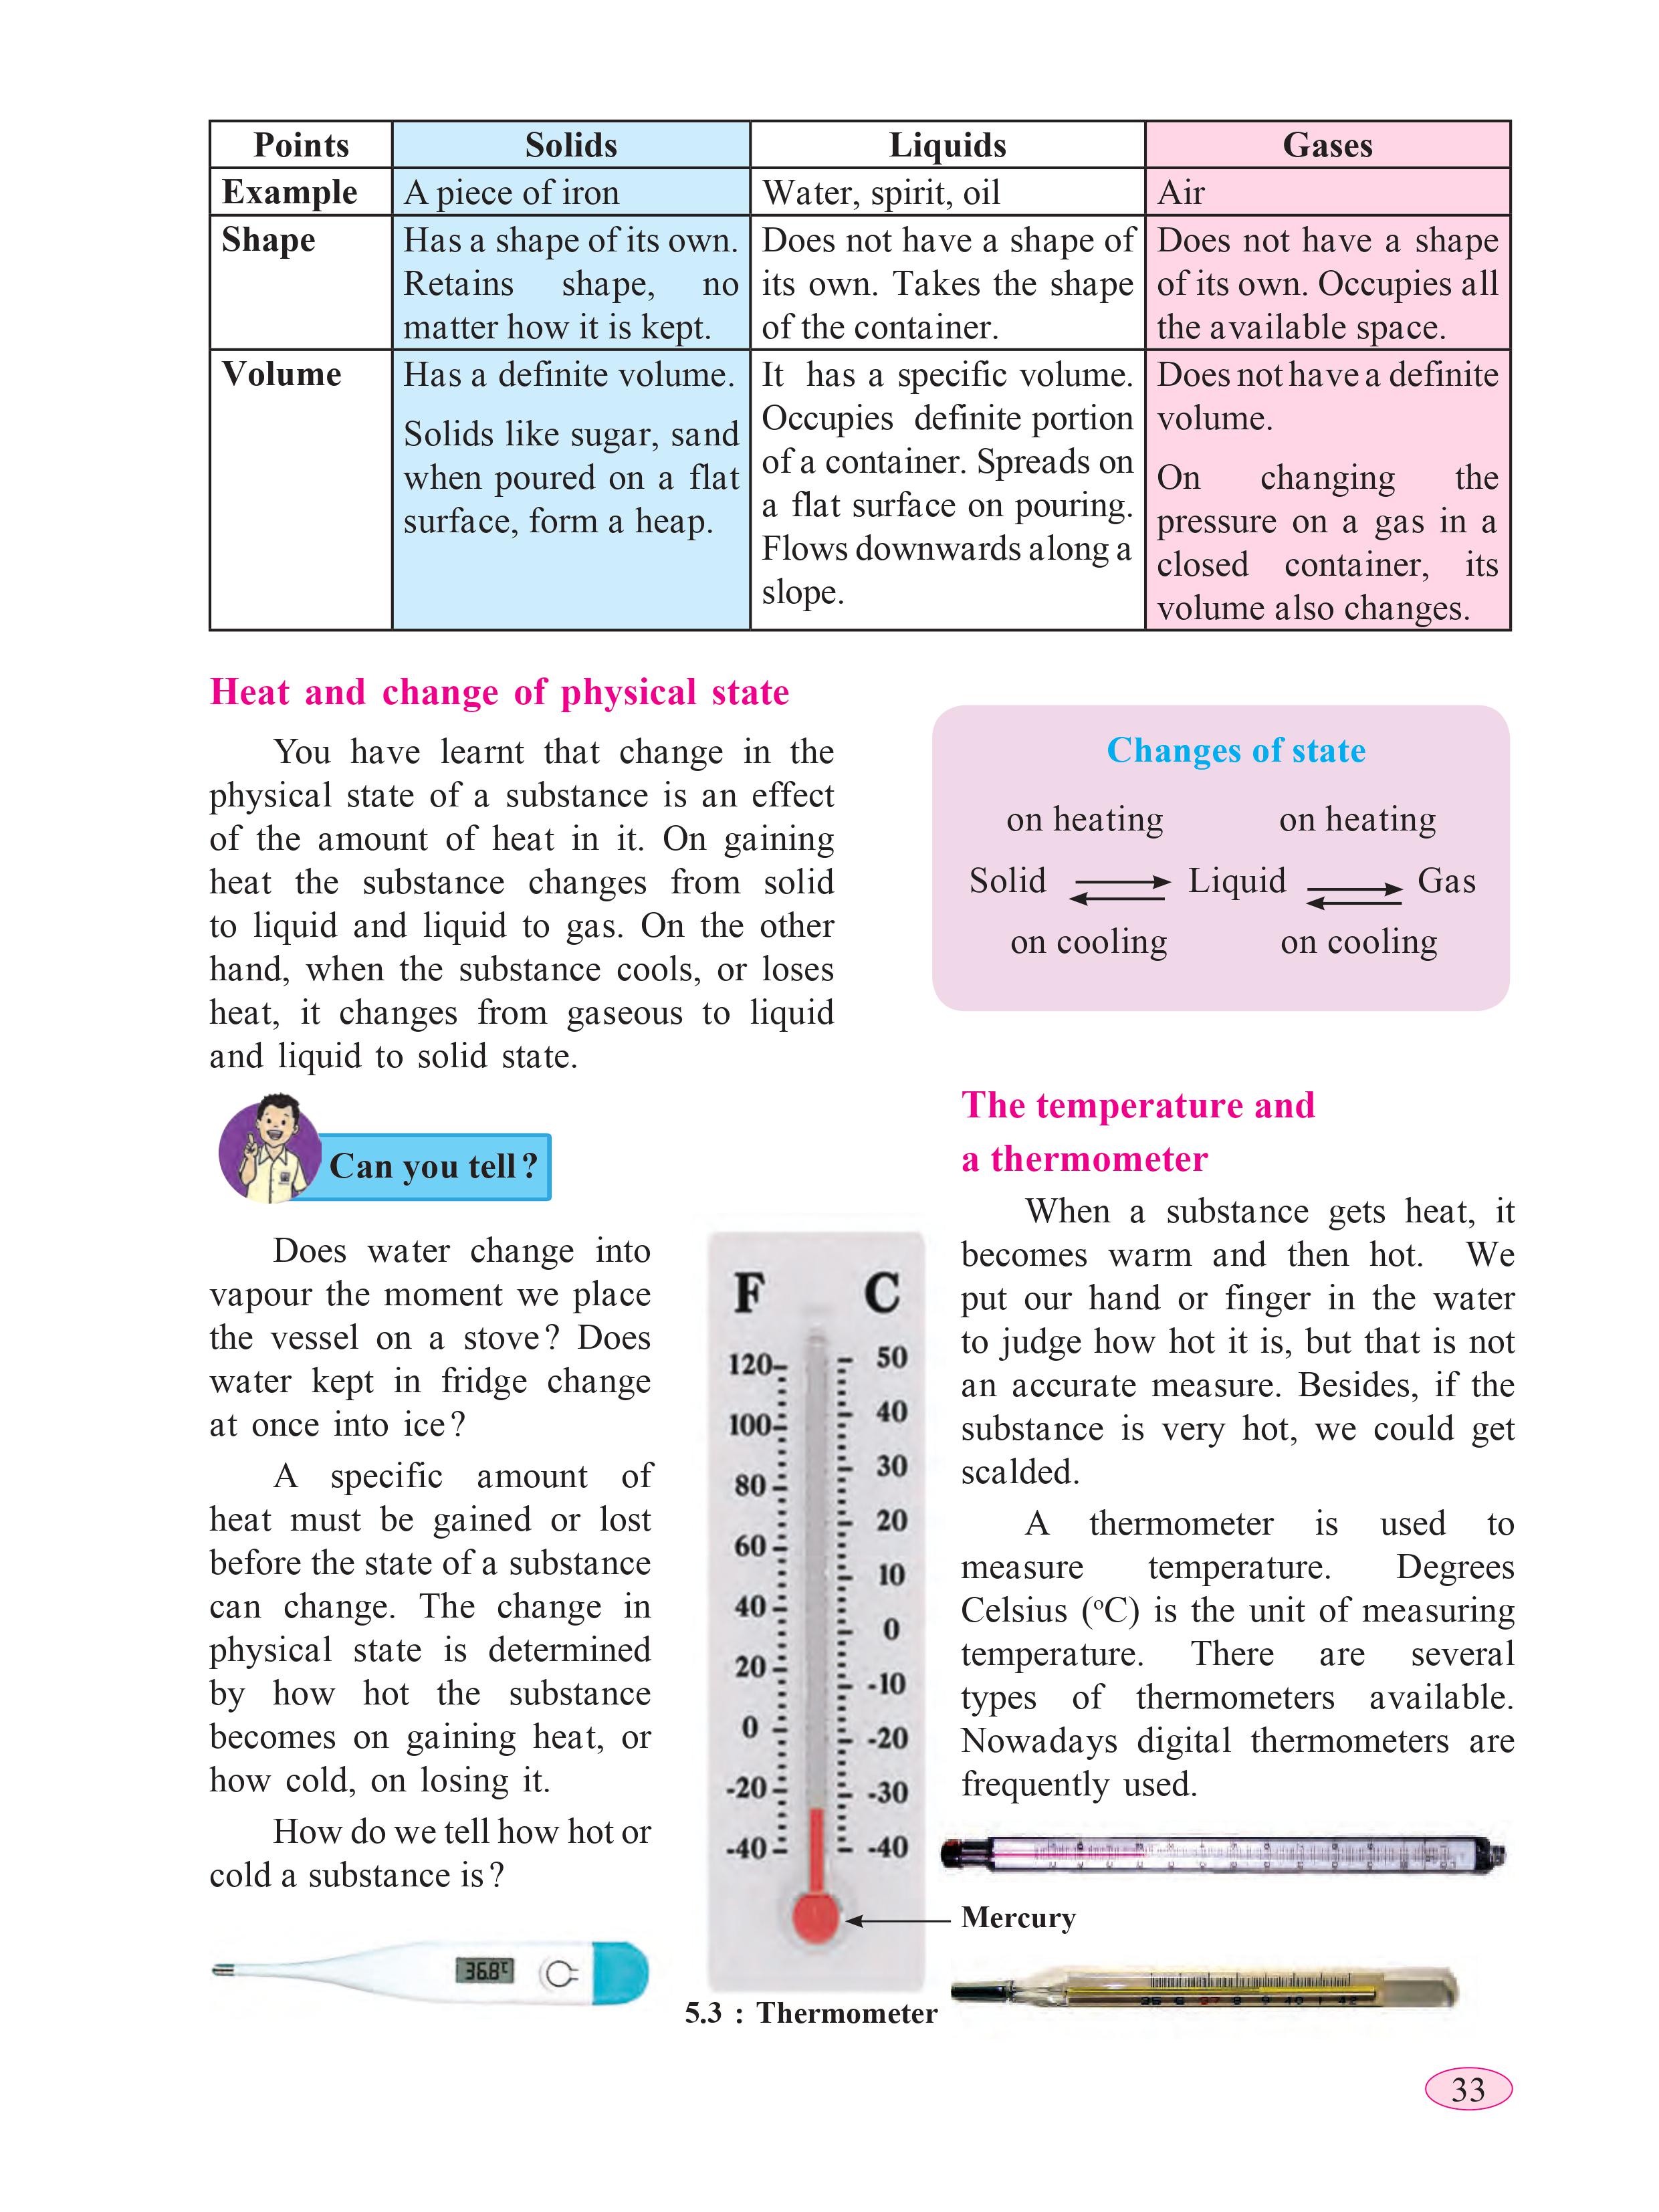 Points Solids Liquids Gases
Example A piece of iron Water, spirit, oil Air
Shape
Has a shape of its own.
Retains shape, no
matter how it is kept.
Does not have a shape of
its own. Takes the shape
of the container.
Does not have a shape
of its own. Occupies all
the available space.
Volume
Has a definite volume.
Solids like sugar, sand
when poured on a flat
surface, form a heap.
It has a specific volume.
Occupies definite portion
of a container. Spreads on
a flat surface on pouring.
Flows downwards along a
slope.
Does not have a definite
volume.
On changing the
pressure on a gas in a
closed container, its
volume also changes.
Heat and change of physical state
You have learnt that change in the
physical state of a substance is an effect
of the amount of heat in it. On gaining
heat the substance changes from solid
to liquid and liquid to gas. On the other
hand, when the substance cools, or loses
heat, it changes from gaseous to liquid
and liquid to solid state.
Changes of state
on heating on heating
Solid Liquid Gas
on cooling on cooling
Can you tell?
Does water change into
vapour the moment we place
the vessel on a stove? Does
water kept in fridge change
at once into ice?
A specific amount of
heat must be gained or lost
before the state of a substance
can change. The change in
physical state is determined
by how hot the substance
becomes on gaining heat, or
how cold, on losing it.
How do we tell how hot or
cold a substance is?
36.8°C
F C
120 50
100 40
80 30
60 20
40 10
20 0
0 -10
-20 -20
-40 -30
-40
Mercury
5.3 : Thermometer
The temperature and
a thermometer
When a substance gets heat, it
becomes warm and then hot. We
put our hand or finger in the water
to judge how hot it is, but that is not
an accurate measure. Besides, if the
substance is very hot, we could get
scalded.
A thermometer is used to
measure temperature. Degrees
Celsius (°C) is the unit of measuring
temperature. There are several
types of thermometers available.
Nowadays digital thermometers are
frequently used.
35 6 37 8 9 40 1 42
33